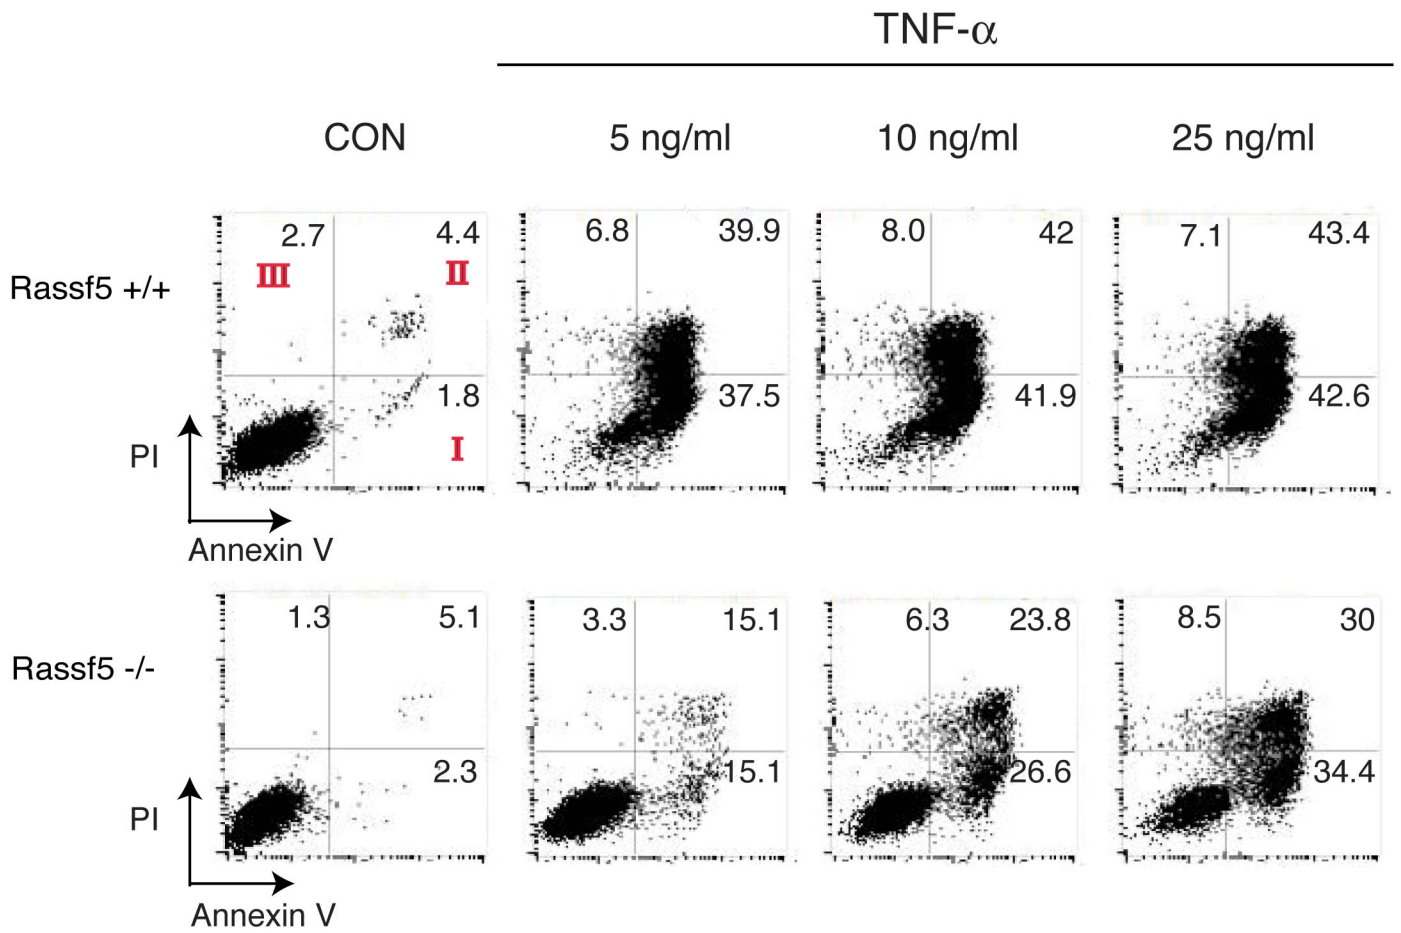 TNF-α
CON 5 ng/ml 10 ng/ml 25 ng/ml
2.7 4.4 6.8 39.9 8.0 42 7.1 43.4
III II
Rassf5 +/+
1.8 37.5 41.9 42.6
PI I
Annexin V
1.3 5.1 3.3 15.1 6.3 23.8 8.5 30
Rassf5 -/-
2.3 15.1 26.6 34.4
PI
Annexin V